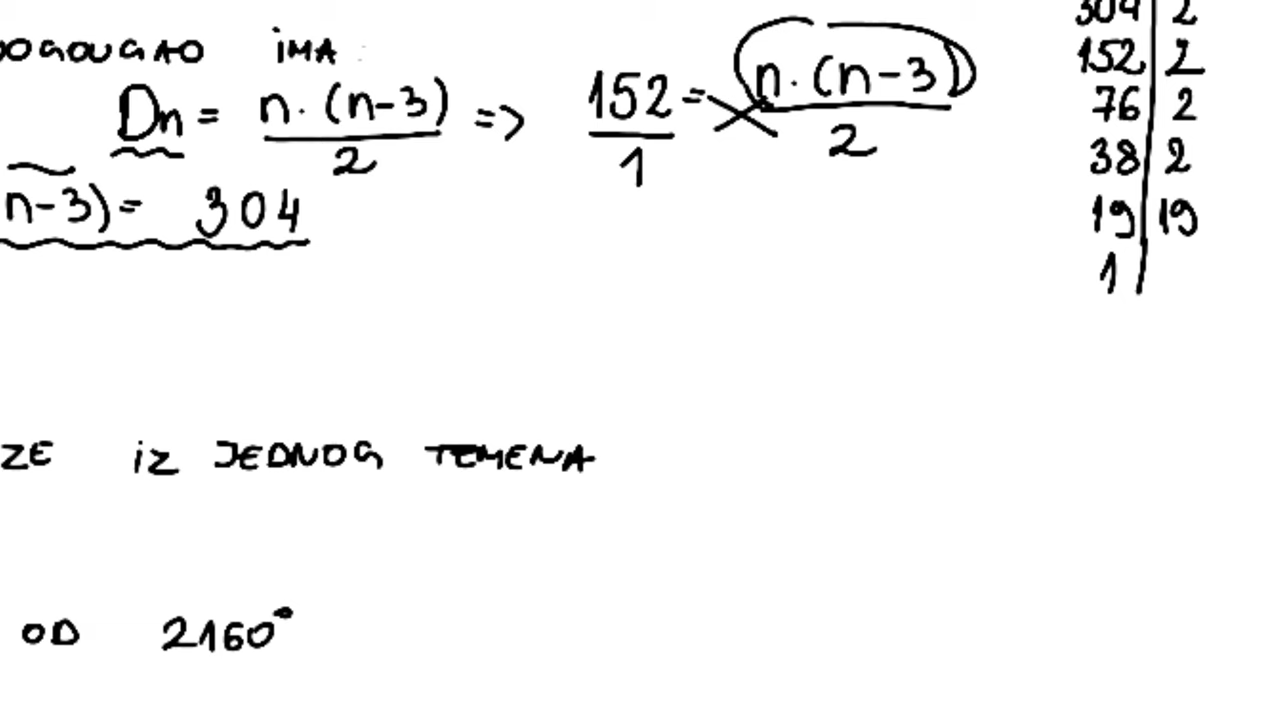 IMA
Dn = n·(n-3)/2 => 152/1 = n·(n-3)/2
n-3) = 304
304 | 2
152 | 2
76 | 2
38 | 2
19 | 19
1 |
ZE IZ JEDNOG TEMENA
OD 2160°